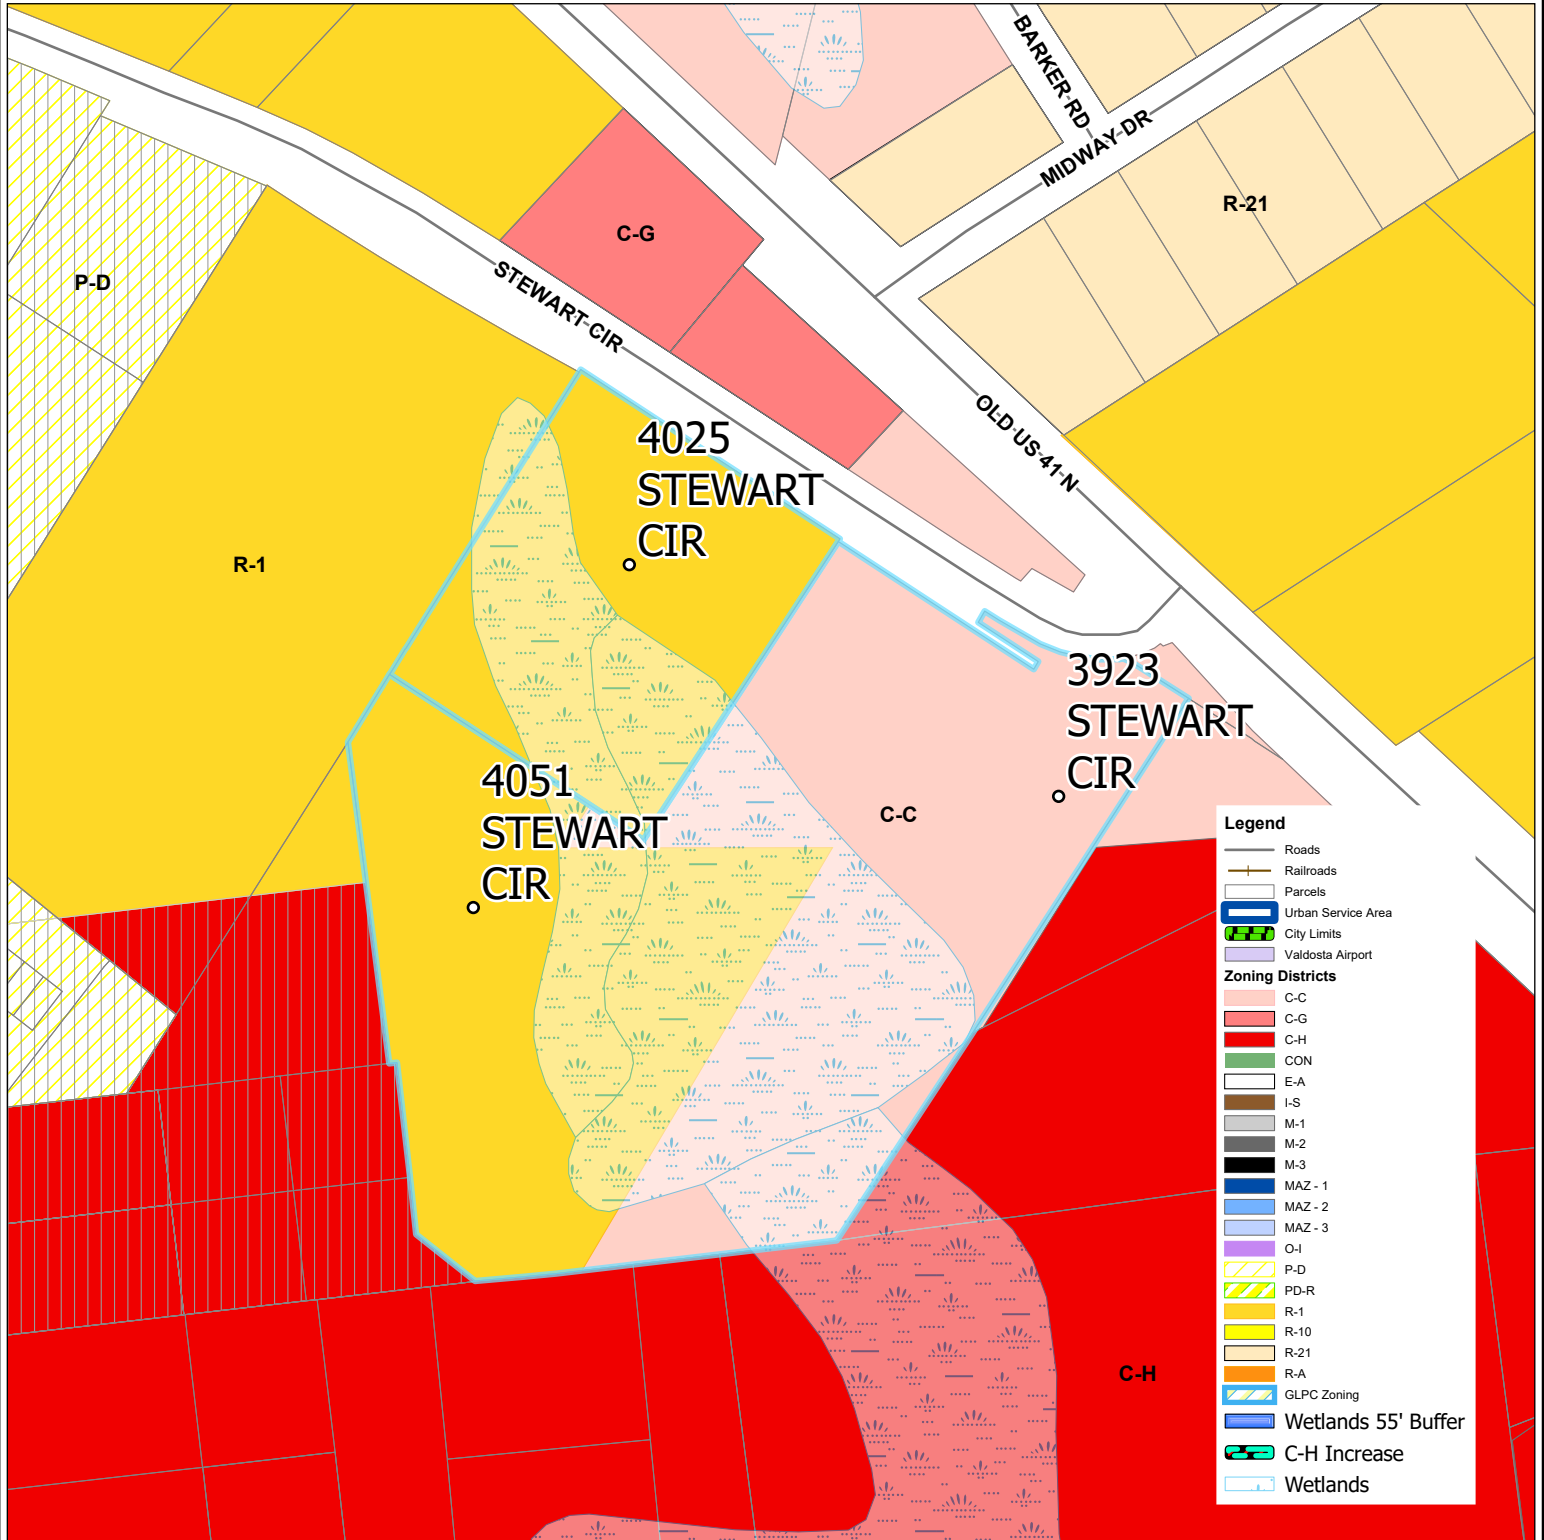 BARKER RD
MIDWAY DR
R-21
C-G
P-D
STEWART CIR
OLD US 41 N
4025
STEWART
CIR
R-1
3923
STEWART
CIR
4051
STEWART
CIR
C-C
C-H
Legend
Roads
Railroads
Parcels
Urban Service Area
City Limits
Valdosta Airport
Zoning Districts
C-C
C-G
C-H
CON
E-A
I-S
M-1
M-2
M-3
MAZ - 1
MAZ - 2
MAZ - 3
O-I
P-D
PD-R
R-1
R-10
R-21
R-A
GLPC Zoning
Wetlands 55' Buffer
C-H Increase
Wetlands